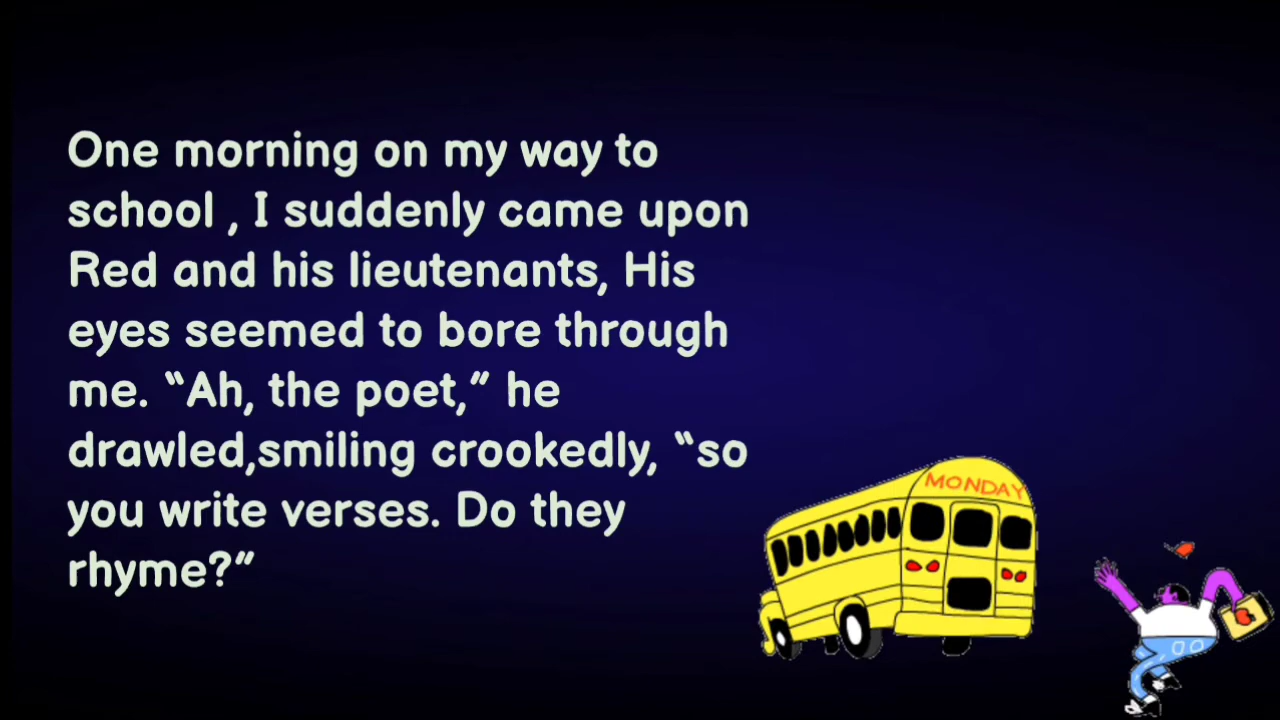 One morning on my way to
school , I suddenly came upon
Red and his lieutenants, His
eyes seemed to bore through
me. “Ah, the poet,” he
drawled,smiling crookedly, “so
you write verses. Do they
rhyme?”
MONDAY